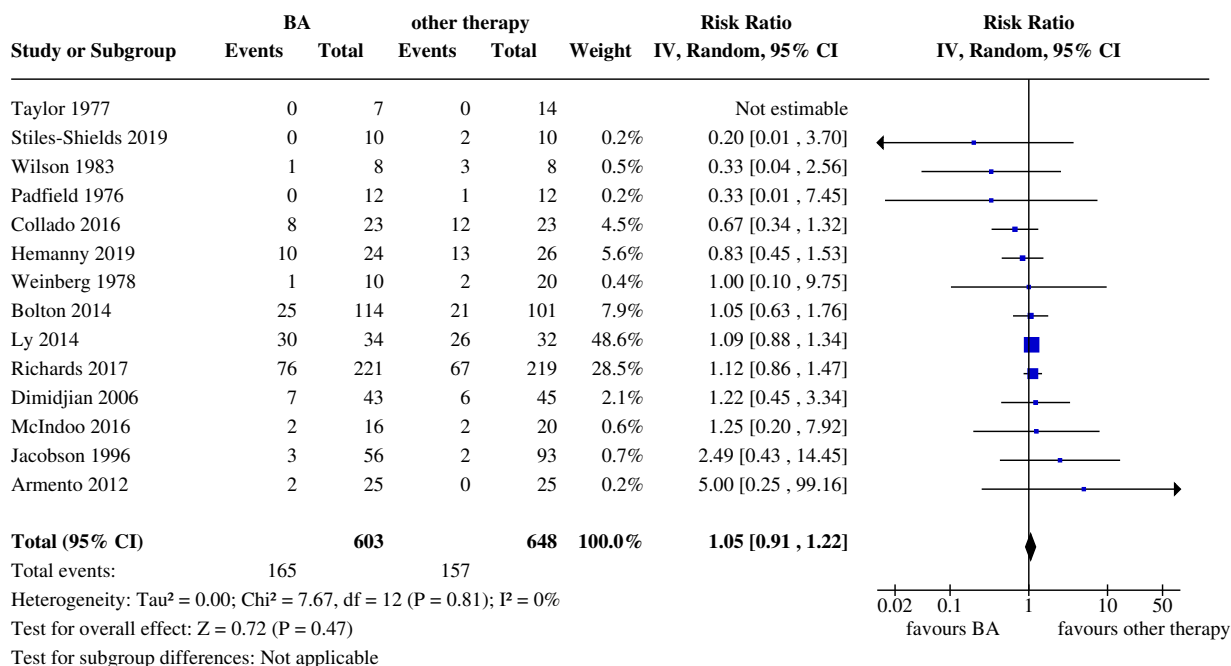 BA other therapy Risk Ratio Risk Ratio
Study or Subgroup Events Total Events Total Weight IV, Random, 95% CI IV, Random, 95% CI
Taylor 1977 0 7 0 14 Not estimable
Stiles-Shields 2019 0 10 2 10 0.2% 0.20 [0.01 , 3.70]
Wilson 1983 1 8 3 8 0.5% 0.33 [0.04 , 2.56]
Padfield 1976 0 12 1 12 0.2% 0.33 [0.01 , 7.45]
Collado 2016 8 23 12 23 4.5% 0.67 [0.34 , 1.32]
Hemanny 2019 10 24 13 26 5.6% 0.83 [0.45 , 1.53]
Weinberg 1978 1 10 2 20 0.4% 1.00 [0.10 , 9.75]
Bolton 2014 25 114 21 101 7.9% 1.05 [0.63 , 1.76]
Ly 2014 30 34 26 32 48.6% 1.09 [0.88 , 1.34]
Richards 2017 76 221 67 219 28.5% 1.12 [0.86 , 1.47]
Dimidjian 2006 7 43 6 45 2.1% 1.22 [0.45 , 3.34]
McIndoo 2016 2 16 2 20 0.6% 1.25 [0.20 , 7.92]
Jacobson 1996 3 56 2 93 0.7% 2.49 [0.43 , 14.45]
Armento 2012 2 25 0 25 0.2% 5.00 [0.25 , 99.16]
Total (95% CI) 603 648 100.0% 1.05 [0.91 , 1.22]
Total events: 165 157
Heterogeneity: Tau² = 0.00; Chi² = 7.67, df = 12 (P = 0.81); I² = 0%
0.02 0.1 1 10 50
Test for overall effect: Z = 0.72 (P = 0.47)
favours BA favours other therapy
Test for subgroup differences: Not applicable